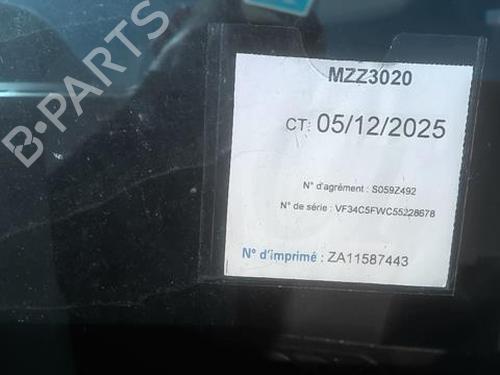 B-PARTS
MZZ3020
CT: 05/12/2025
N° d'agrément : S059Z492
N° de série : VF34C5FWC55228678
N° d'imprimé : ZA11587443